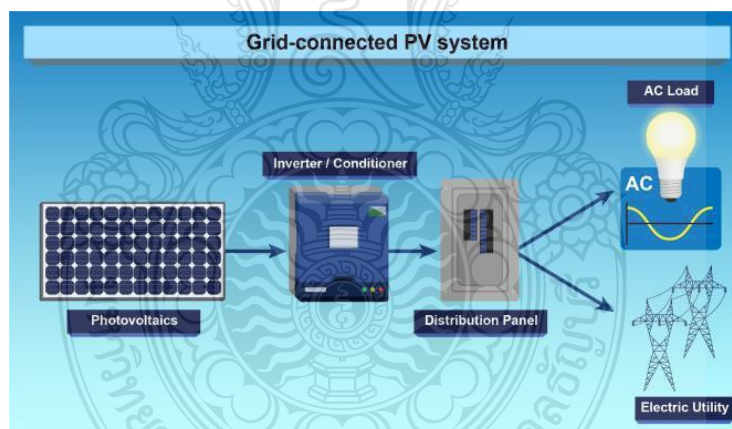 Grid-connected PV system
AC Load
Inverter / Conditioner
AC
Photovoltaics
Distribution Panel
Electric Utility